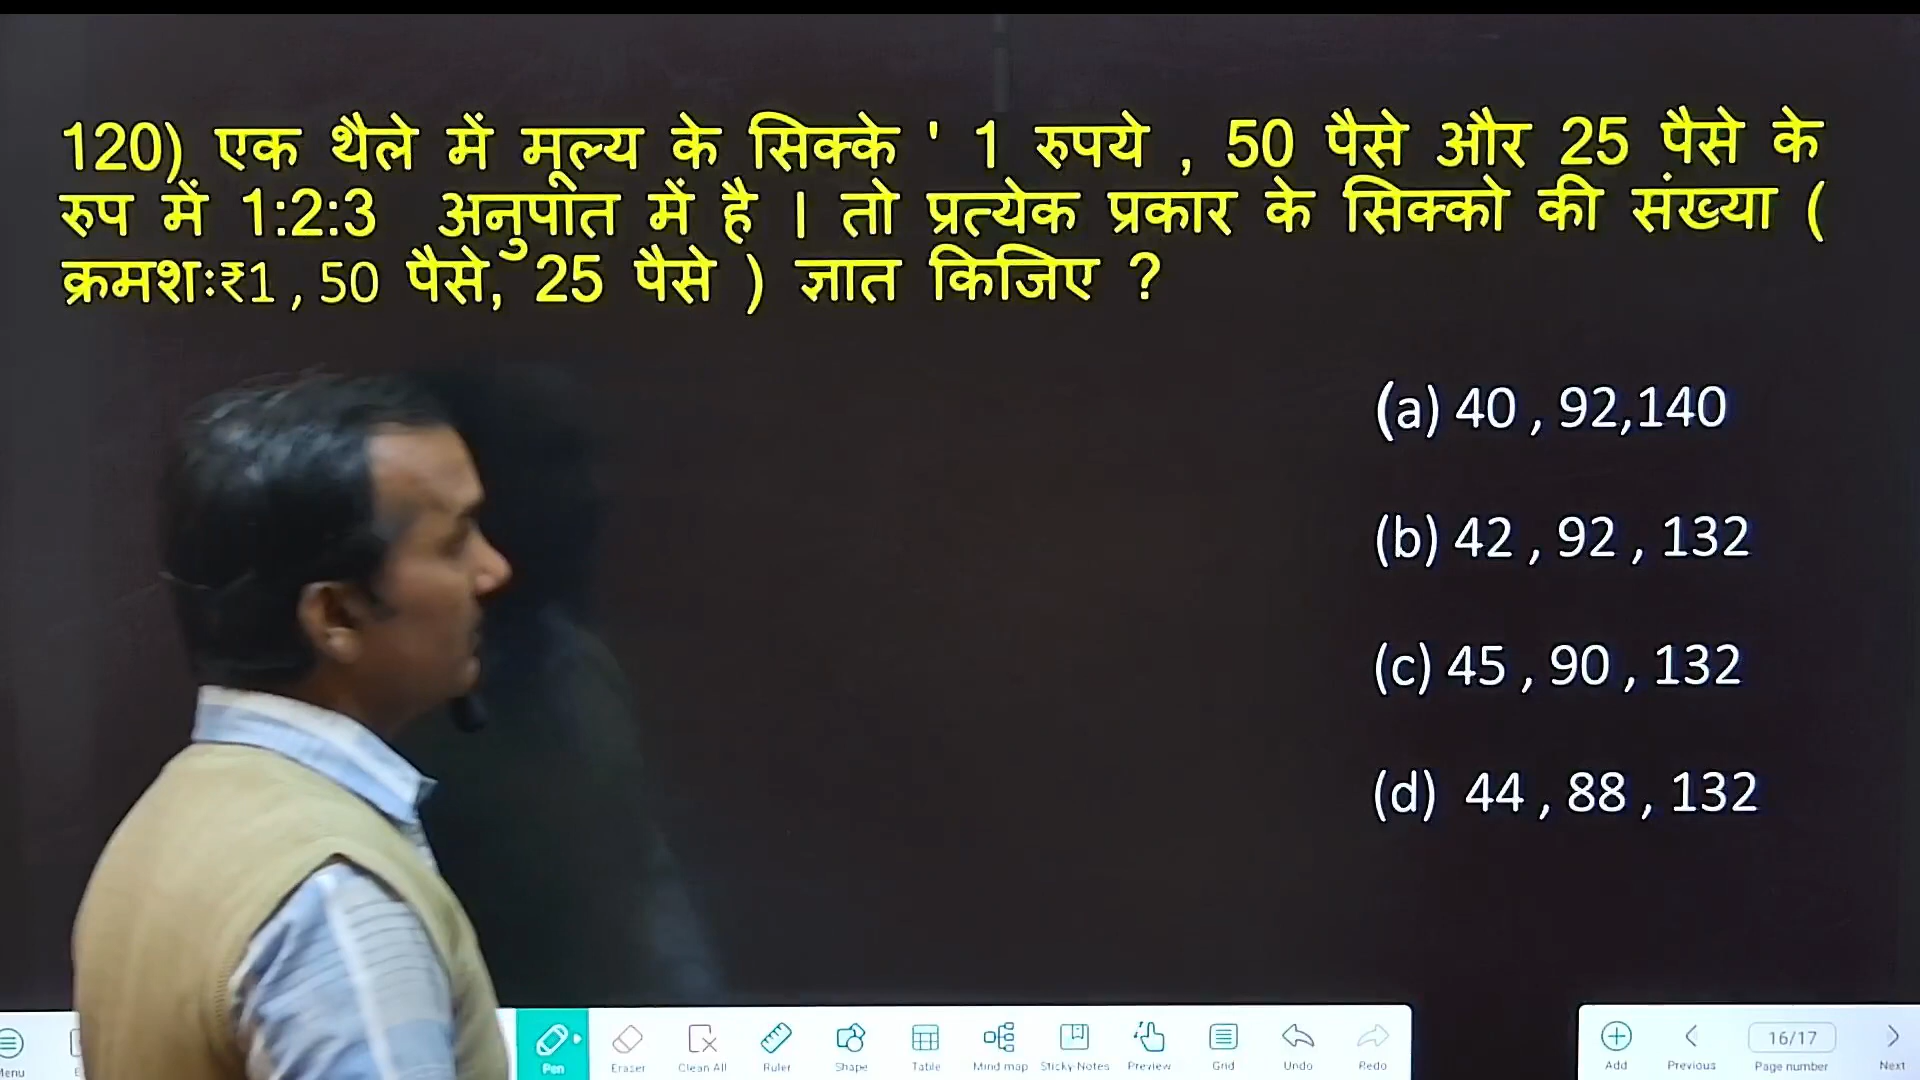 120) एक थैले में मूल्य के सिक्के ' 1 रुपये , 50 पैसे और 25 पैसे के
रुप में 1:2:3 अनुपात में है । तो प्रत्येक प्रकार के सिक्को की संख्या (
क्रमशः₹1 , 50 पैसे, 25 पैसे ) ज्ञात किजिए ?
(a) 40 , 92,140
(b) 42 , 92 , 132
(c) 45 , 90 , 132
(d) 44 , 88 , 132
16/17
Pen Eraser Clean All Ruler Shape Table Mind map Sticky Notes Preview Grid Undo Redo Add Previous Page number Next